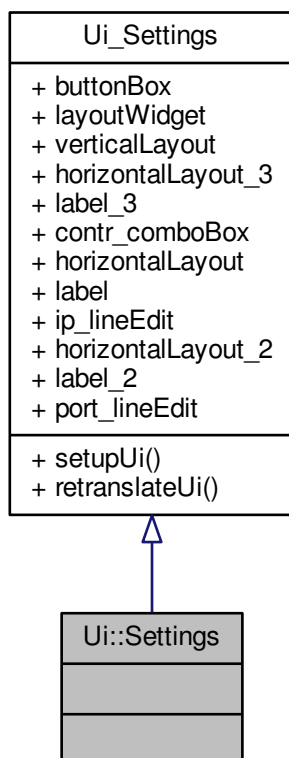 Ui_Settings
+ buttonBox
+ layoutWidget
+ verticalLayout
+ horizontalLayout_3
+ label_3
+ contr_comboBox
+ horizontalLayout
+ label
+ ip_lineEdit
+ horizontalLayout_2
+ label_2
+ port_lineEdit
+ setupUi()
+ retranslateUi()
Ui::Settings